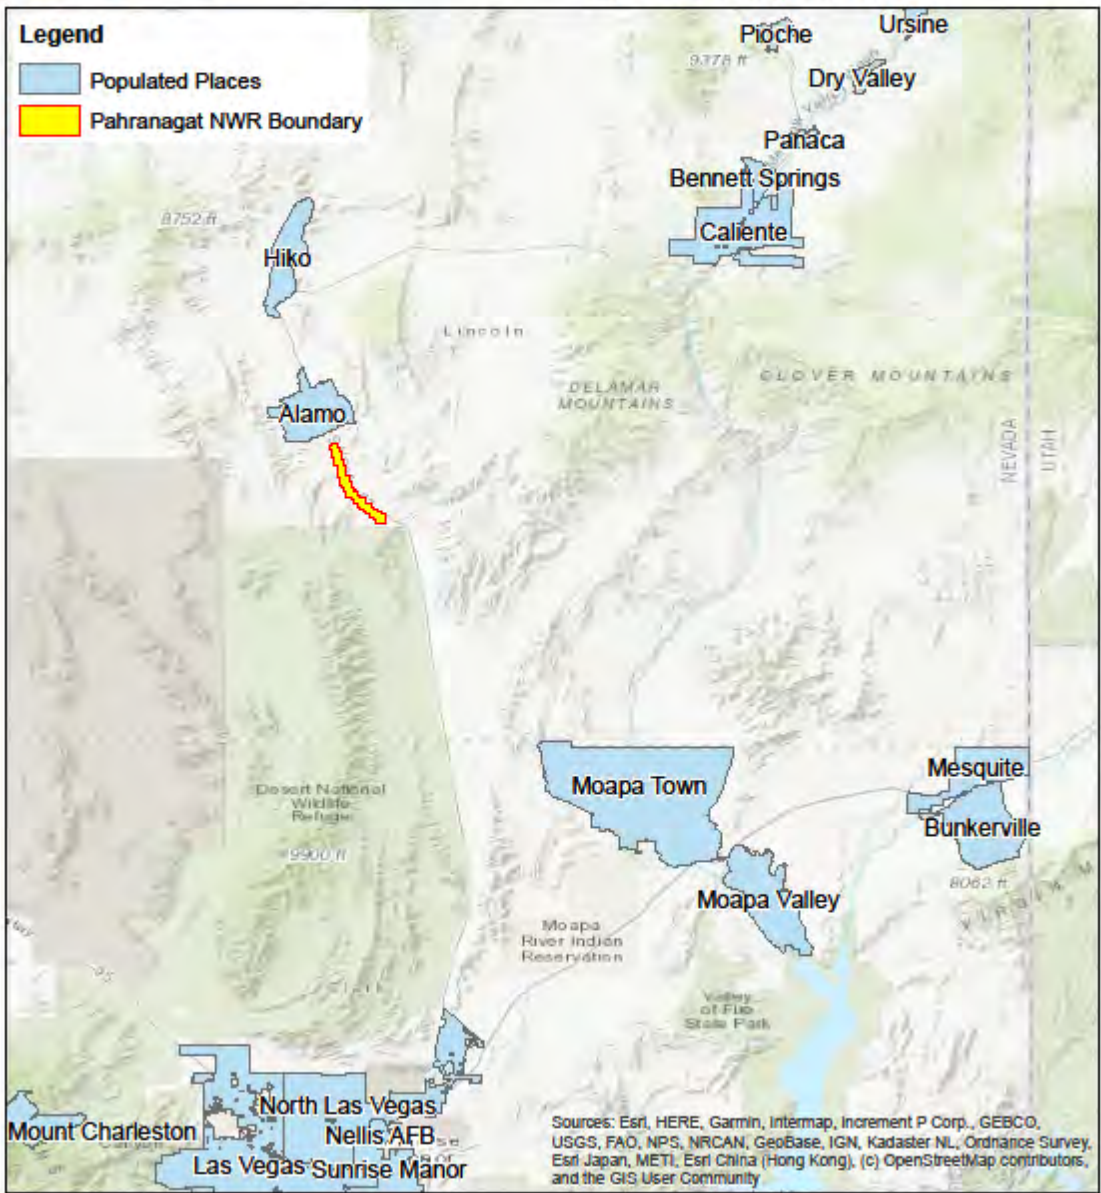 Legend
Populated Places
Pahranagat NWR Boundary
Pioche
Ursine
9378 ft
Dry Valley
Panaca
Bennett Springs
8752 ft
Caliente
Hiko
Lincoln
DELAMAR
MOUNTAINS
CLOVER MOUNTAINS
Alamo
NEVADA
UTAH
Moapa Town
Mesquite
Desert National
Wildlife
Refuge
Bunkerville
9900 ft
8062 ft
Moapa Valley
Moapa
River Indian
Reservation
95
Clark
Valley
of Fire
State Park
North Las Vegas
Mount Charleston
Nellis AFB
Las Vegas
Sunrise Manor
Sources: Esri, HERE, Garmin, Intermap, Increment P Corp., GEBCO,
USGS, FAO, NPS, NRCAN, GeoBase, IGN, Kadaster NL, Ordnance Survey,
Esri Japan, METI, Esri China (Hong Kong), (c) OpenStreetMap contributors,
and the GIS User Community